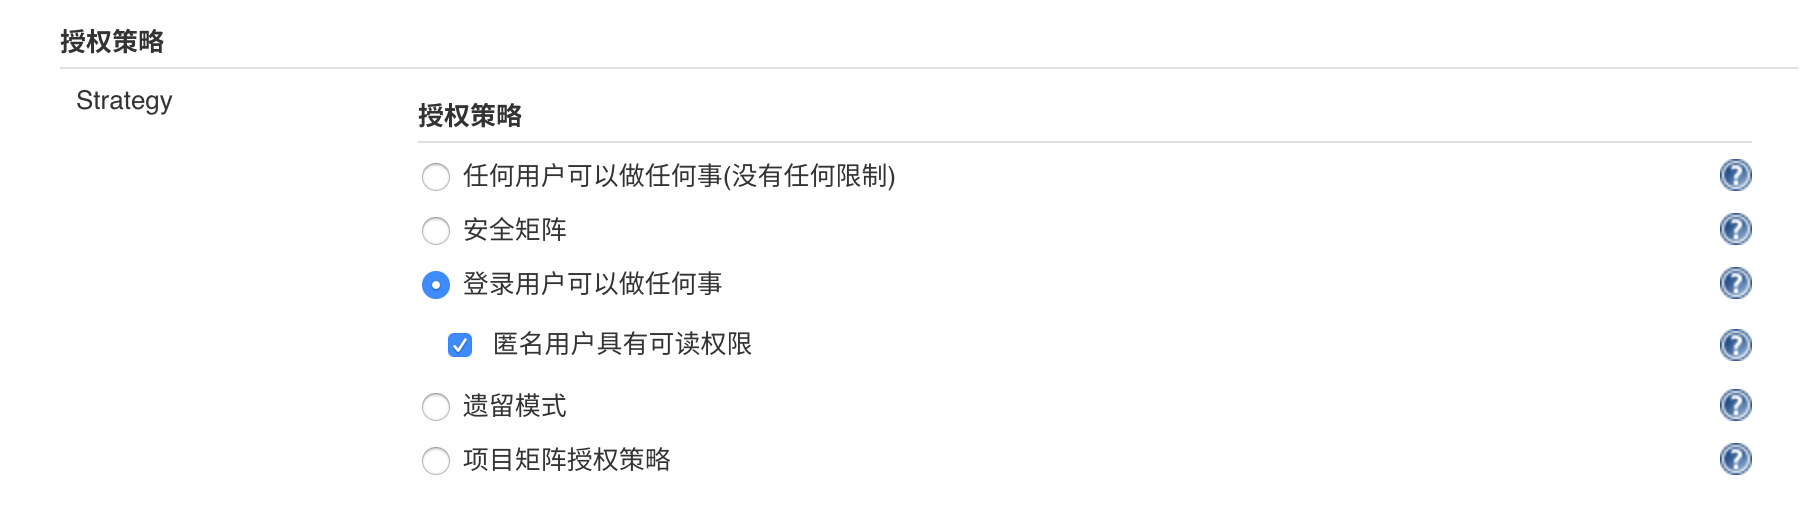 授权策略
Strategy
授权策略
任何用户可以做任何事(没有任何限制)
安全矩阵
登录用户可以做任何事
匿名用户具有可读权限
遗留模式
项目矩阵授权策略